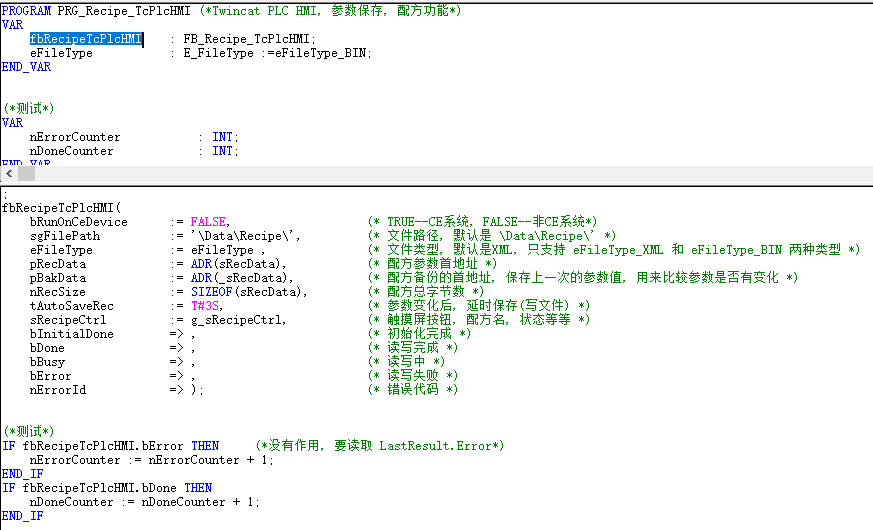 PROGRAM PRG_Recipe_TcPlcHMI (*Twincat PLC HMI, 参数保存, 配方功能*)
VAR
fbRecipeTcPlcHMI : FB_Recipe_TcPlcHMI;
eFileType : E_FileType :=eFileType_BIN;
END_VAR
(*测试*)
VAR
nErrorCounter : INT;
nDoneCounter : INT;
END_VAR
;
fbRecipeTcPlcHMI(
bRunOnCeDevice := FALSE, (* TRUE--CE系统, FALSE--非CE系统*)
sgFilePath := '\Data\Recipe\', (* 文件路径, 默认是 \Data\Recipe\' *)
eFileType := eFileType , (* 文件类型, 默认是XML, 只支持 eFileType_XML 和 eFileType_BIN 两种类型 *)
pRecData := ADR(sRecData), (* 配方参数首地址 *)
pBakData := ADR(_sRecData), (* 配方备份的首地址, 保存上一次的参数值, 用来比较参数是否有变化 *)
nRecSize := SIZEOF(sRecData), (* 配方总字节数 *)
tAutoSaveRec := T#3S, (* 参数变化后, 延时保存(写文件) *)
sRecipeCtrl := g_sRecipeCtrl, (* 触摸屏按钮, 配方名, 状态等等 *)
bInitialDone => , (* 初始化完成 *)
bDone => , (* 读写完成 *)
bBusy => , (* 读写中 *)
bError => , (* 读写失败 *)
nErrorId => ); (* 错误代码 *)
(*测试*)
IF fbRecipeTcPlcHMI.bError THEN (*没有作用, 要读取 LastResult.Error*)
nErrorCounter := nErrorCounter + 1;
END_IF
IF fbRecipeTcPlcHMI.bDone THEN
nDoneCounter := nDoneCounter + 1;
END_IF